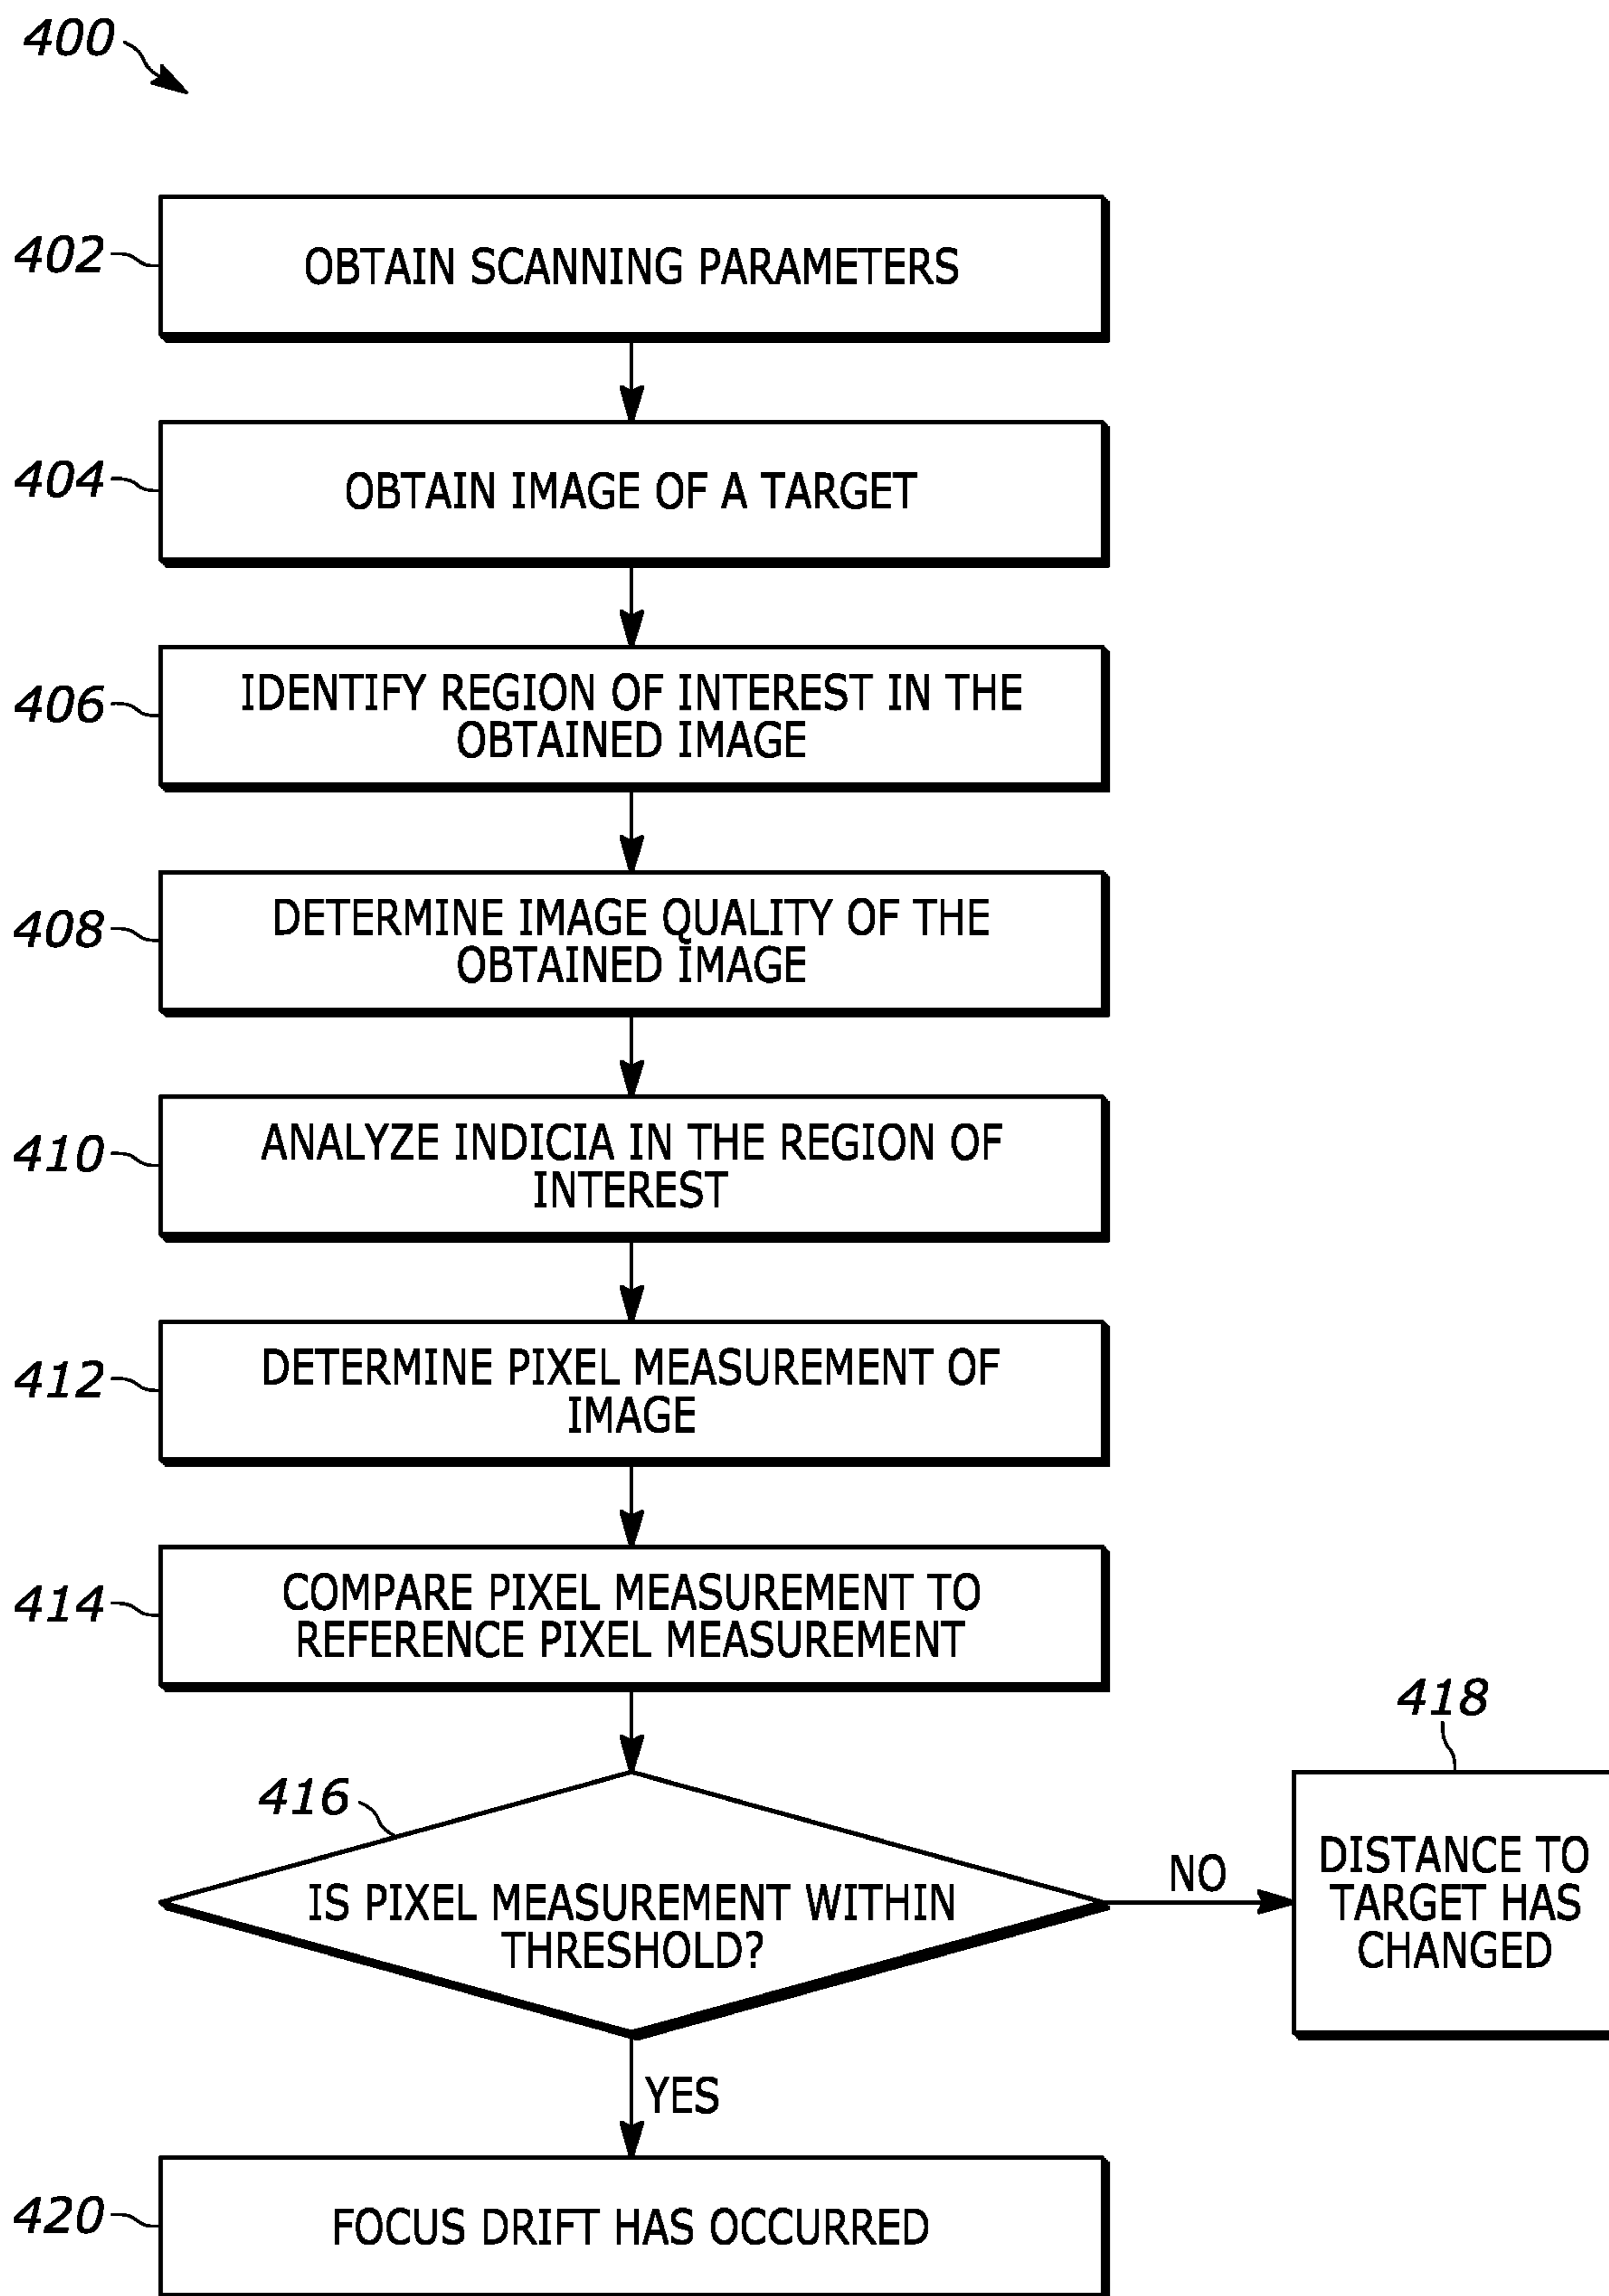 400
402
OBTAIN SCANNING PARAMETERS
404
OBTAIN IMAGE OF A TARGET
406
IDENTIFY REGION OF INTEREST IN THE
OBTAINED IMAGE
408
DETERMINE IMAGE QUALITY OF THE
OBTAINED IMAGE
410
ANALYZE INDICIA IN THE REGION OF
INTEREST
412
DETERMINE PIXEL MEASUREMENT OF
IMAGE
414
COMPARE PIXEL MEASUREMENT TO
REFERENCE PIXEL MEASUREMENT
416
IS PIXEL MEASUREMENT WITHIN
THRESHOLD?
NO
418
DISTANCE TO
TARGET HAS
CHANGED
YES
420
FOCUS DRIFT HAS OCCURRED